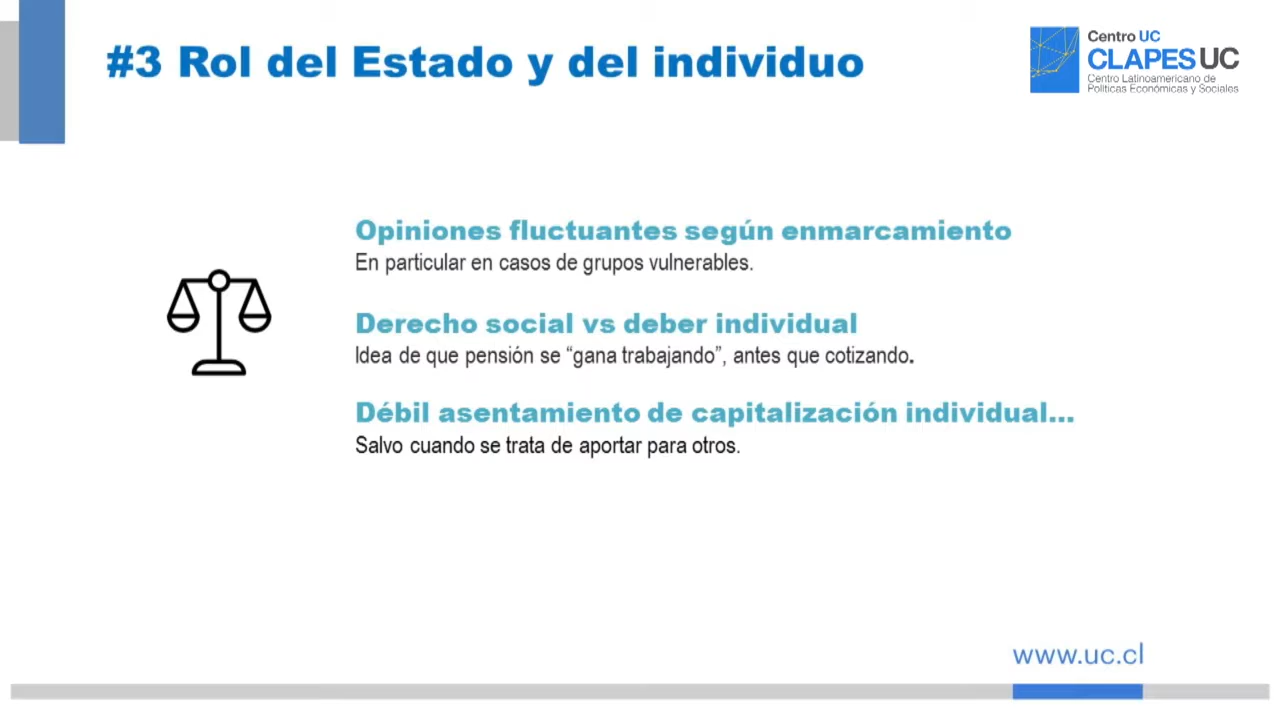 #3 Rol del Estado y del individuo
Centro UC
CLAPES UC
Centro Latinoamericano de
Políticas Económicas y Sociales
Opiniones fluctuantes según enmarcamiento
En particular en casos de grupos vulnerables.
Derecho social vs deber individual
Idea de que pensión se “gana trabajando”, antes que cotizando.
Débil asentamiento de capitalización individual...
Salvo cuando se trata de aportar para otros.
www.uc.cl